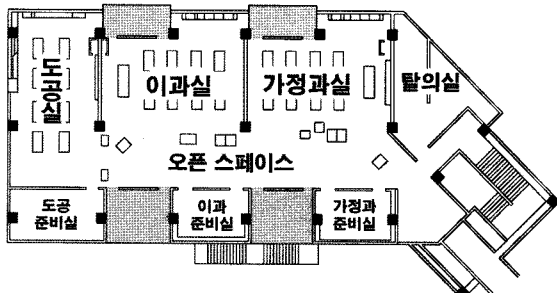 도공실
이과실
가정과실
탈의실
오픈 스페이스
도공
준비실
이과
준비실
가정과
준비실